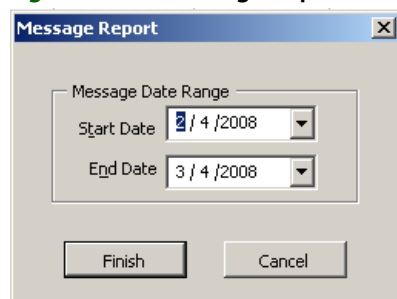 Message Report
Message Date Range
Start Date 2 / 4 /2008
End Date 3 / 4 /2008
Finish Cancel